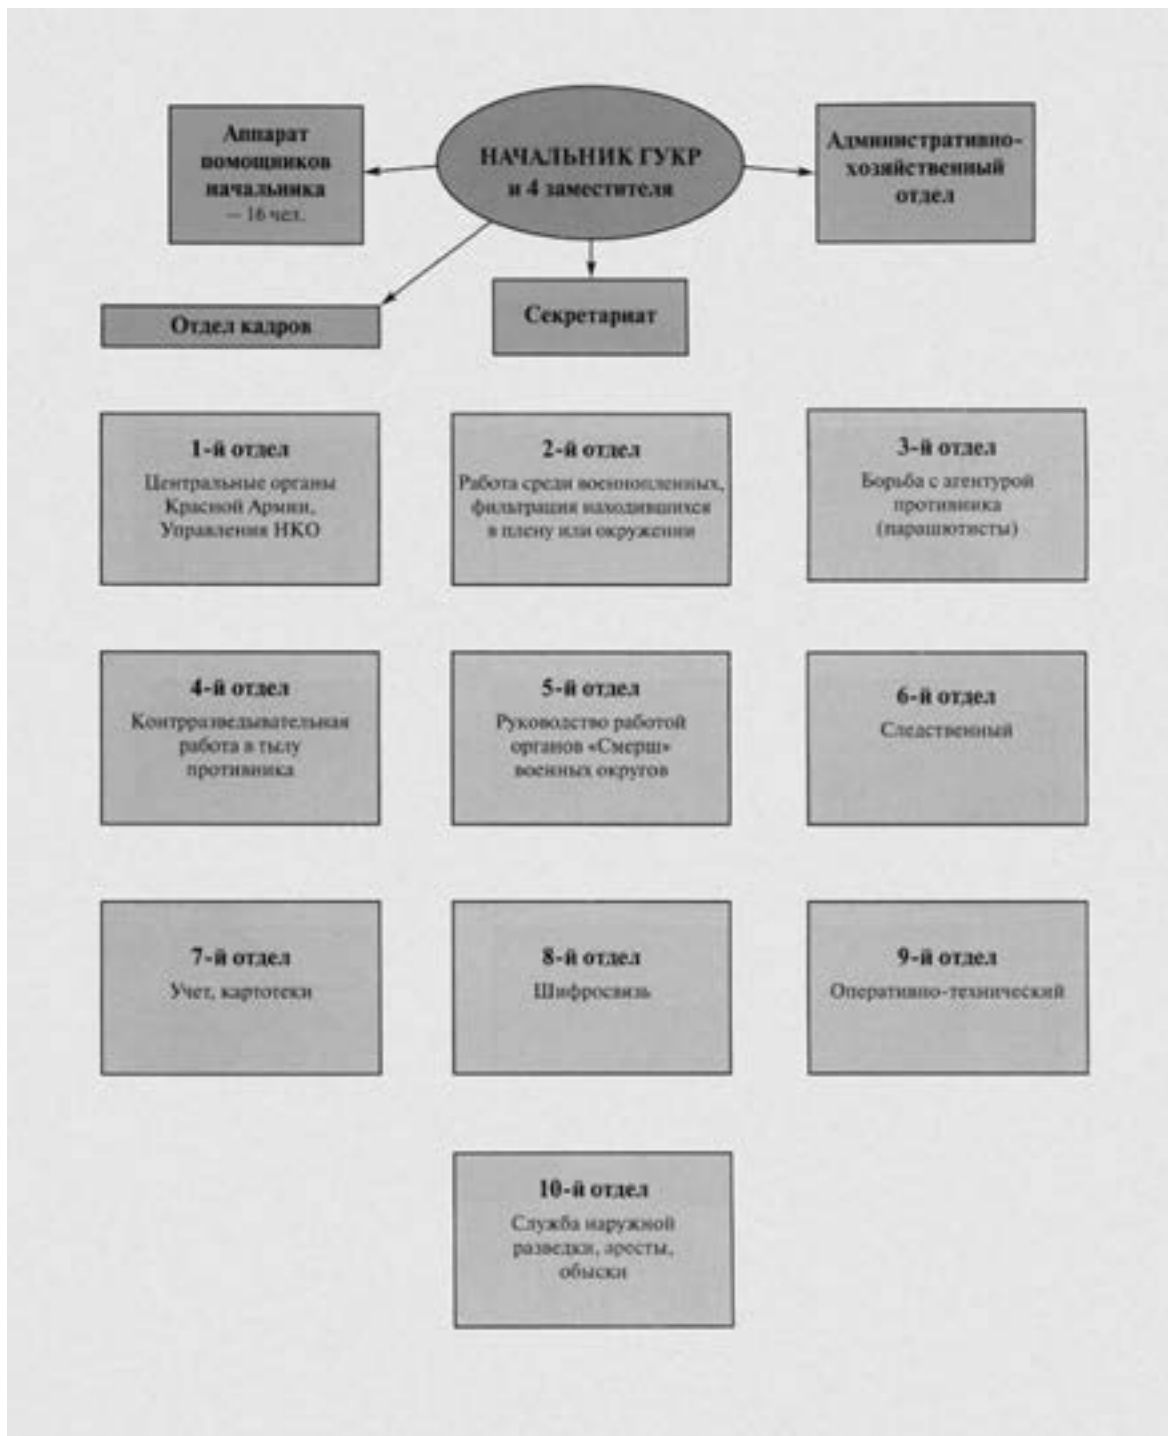 Аппарат
помощников
начальника
— 16 чел.
НАЧАЛЬНИК ГУКР
и 4 заместителя
Административно-
хозяйственный
отдел
Отдел кадров
Секретариат
1-й отдел
Центральные органы
Красной Армии,
Управления НКО
2-й отдел
Работа среди военнопленных,
фильтрация находившихся
в плену или окружении
3-й отдел
Борьба с агентурой
противника
(парашютисты)
4-й отдел
Контрразведывательная
работа в тылу
противника
5-й отдел
Руководство работой
органов «Смерш»
военных округов
6-й отдел
Следственный
7-й отдел
Учет, картотеки
8-й отдел
Шифросвязь
9-й отдел
Оперативно-технический
10-й отдел
Служба наружной
разведки, аресты,
обыски